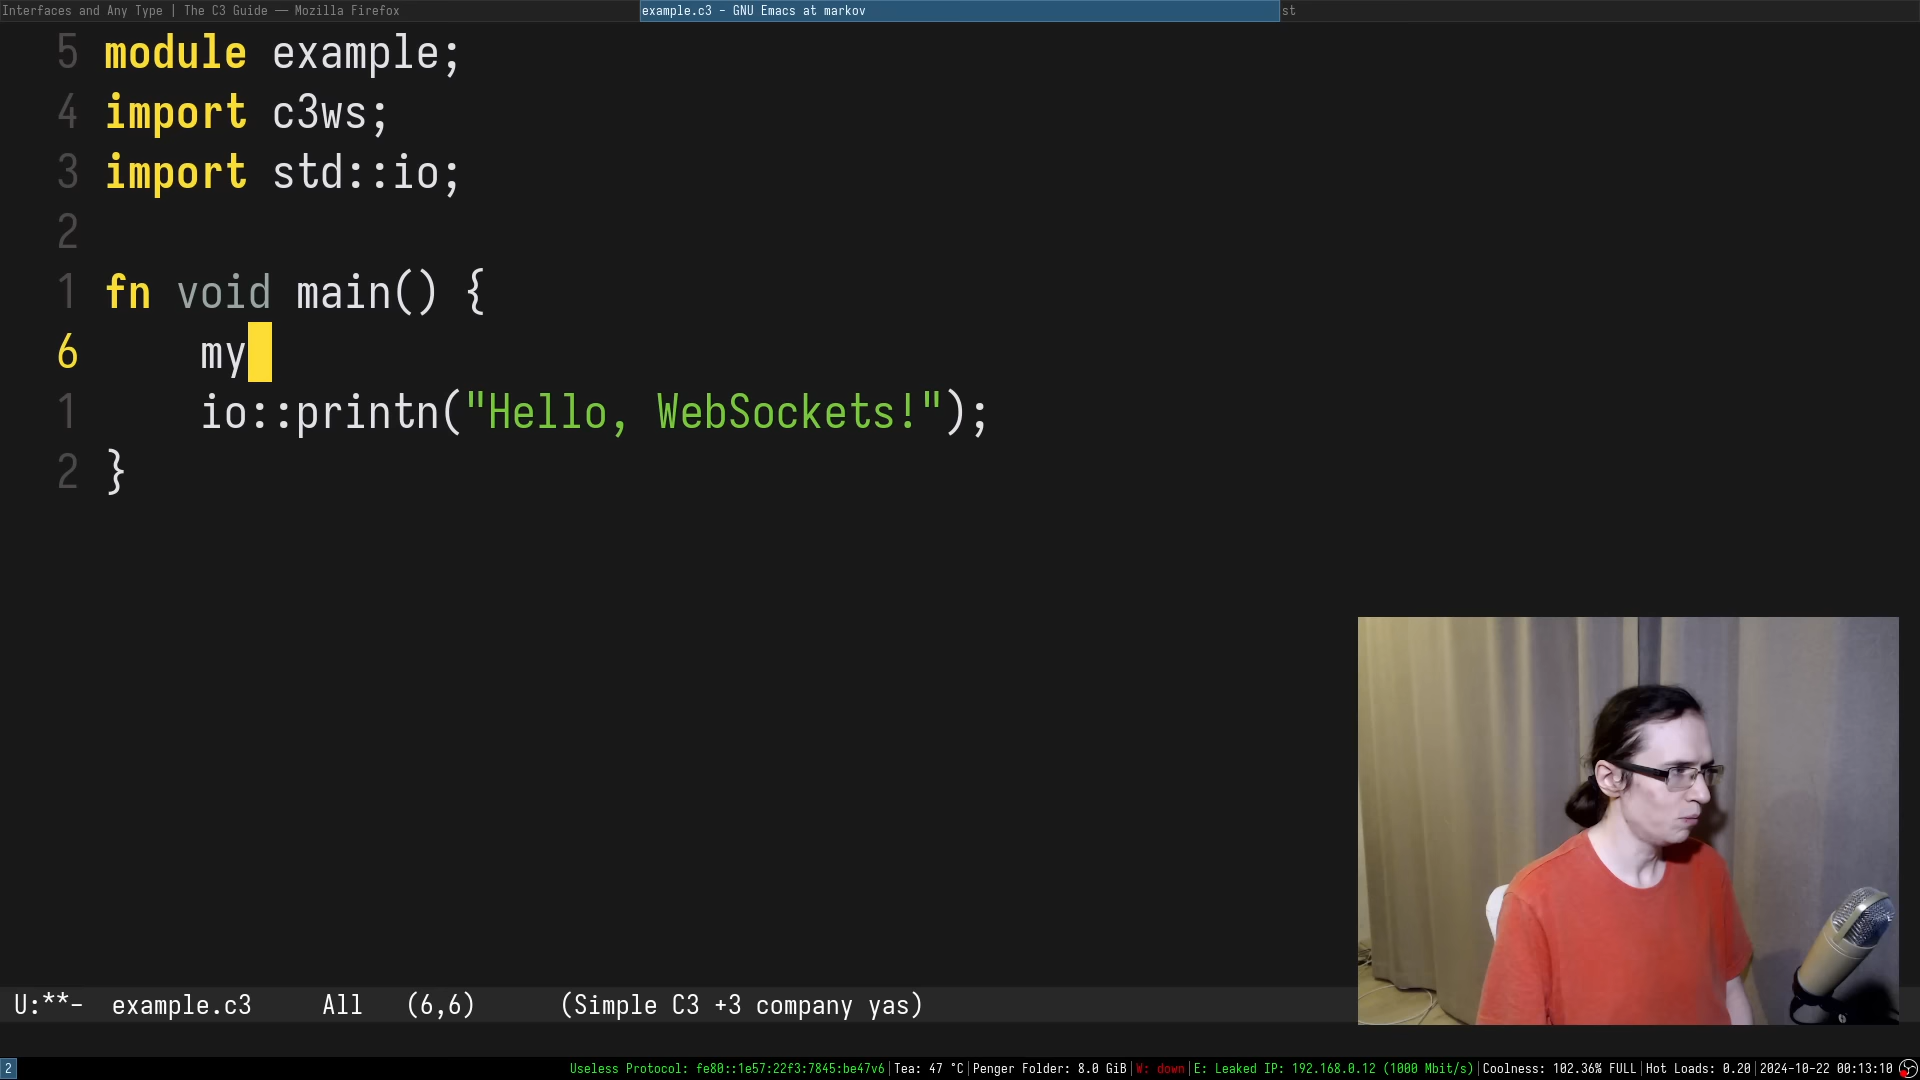 Interfaces and Any Type | The C3 Guide — Mozilla Firefox
example.c3 - GNU Emacs at markov
st
5 module example;
4 import c3ws;
3 import std::io;
2
1 fn void main() {
6 my
1 io::printn("Hello, WebSockets!");
2 }
U:**- example.c3 All (6,6) (Simple C3 +3 company yas)
2
Useless Protocol: fe80::1e57:22f3:7845:be47v6|Tea: 47 °C|Penger Folder: 8.0 GiB|W: down|E: Leaked IP: 192.168.0.12 (1000 Mbit/s)|Coolness: 102.36% FULL|Hot Loads: 0.20|2024-10-22 00:13:10